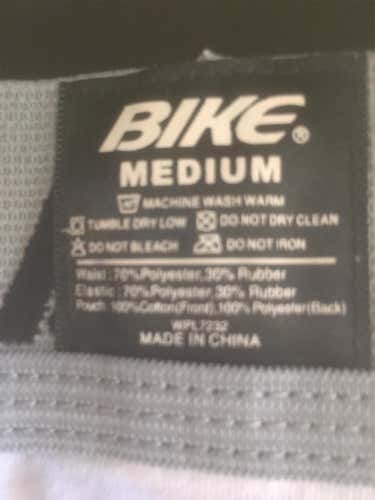 BIKE®
MEDIUM
MACHINE WASH WARM
TUMBLE DRY LOW DO NOT DRY CLEAN
DO NOT BLEACH DO NOT IRON
Waist : 70% Polyester, 30% Rubber
Elastic : 70% Polyester, 30% Rubber
Pouch : 100% Cotton(Front), 100% Polyester(Back)
WPL7232
MADE IN CHINA